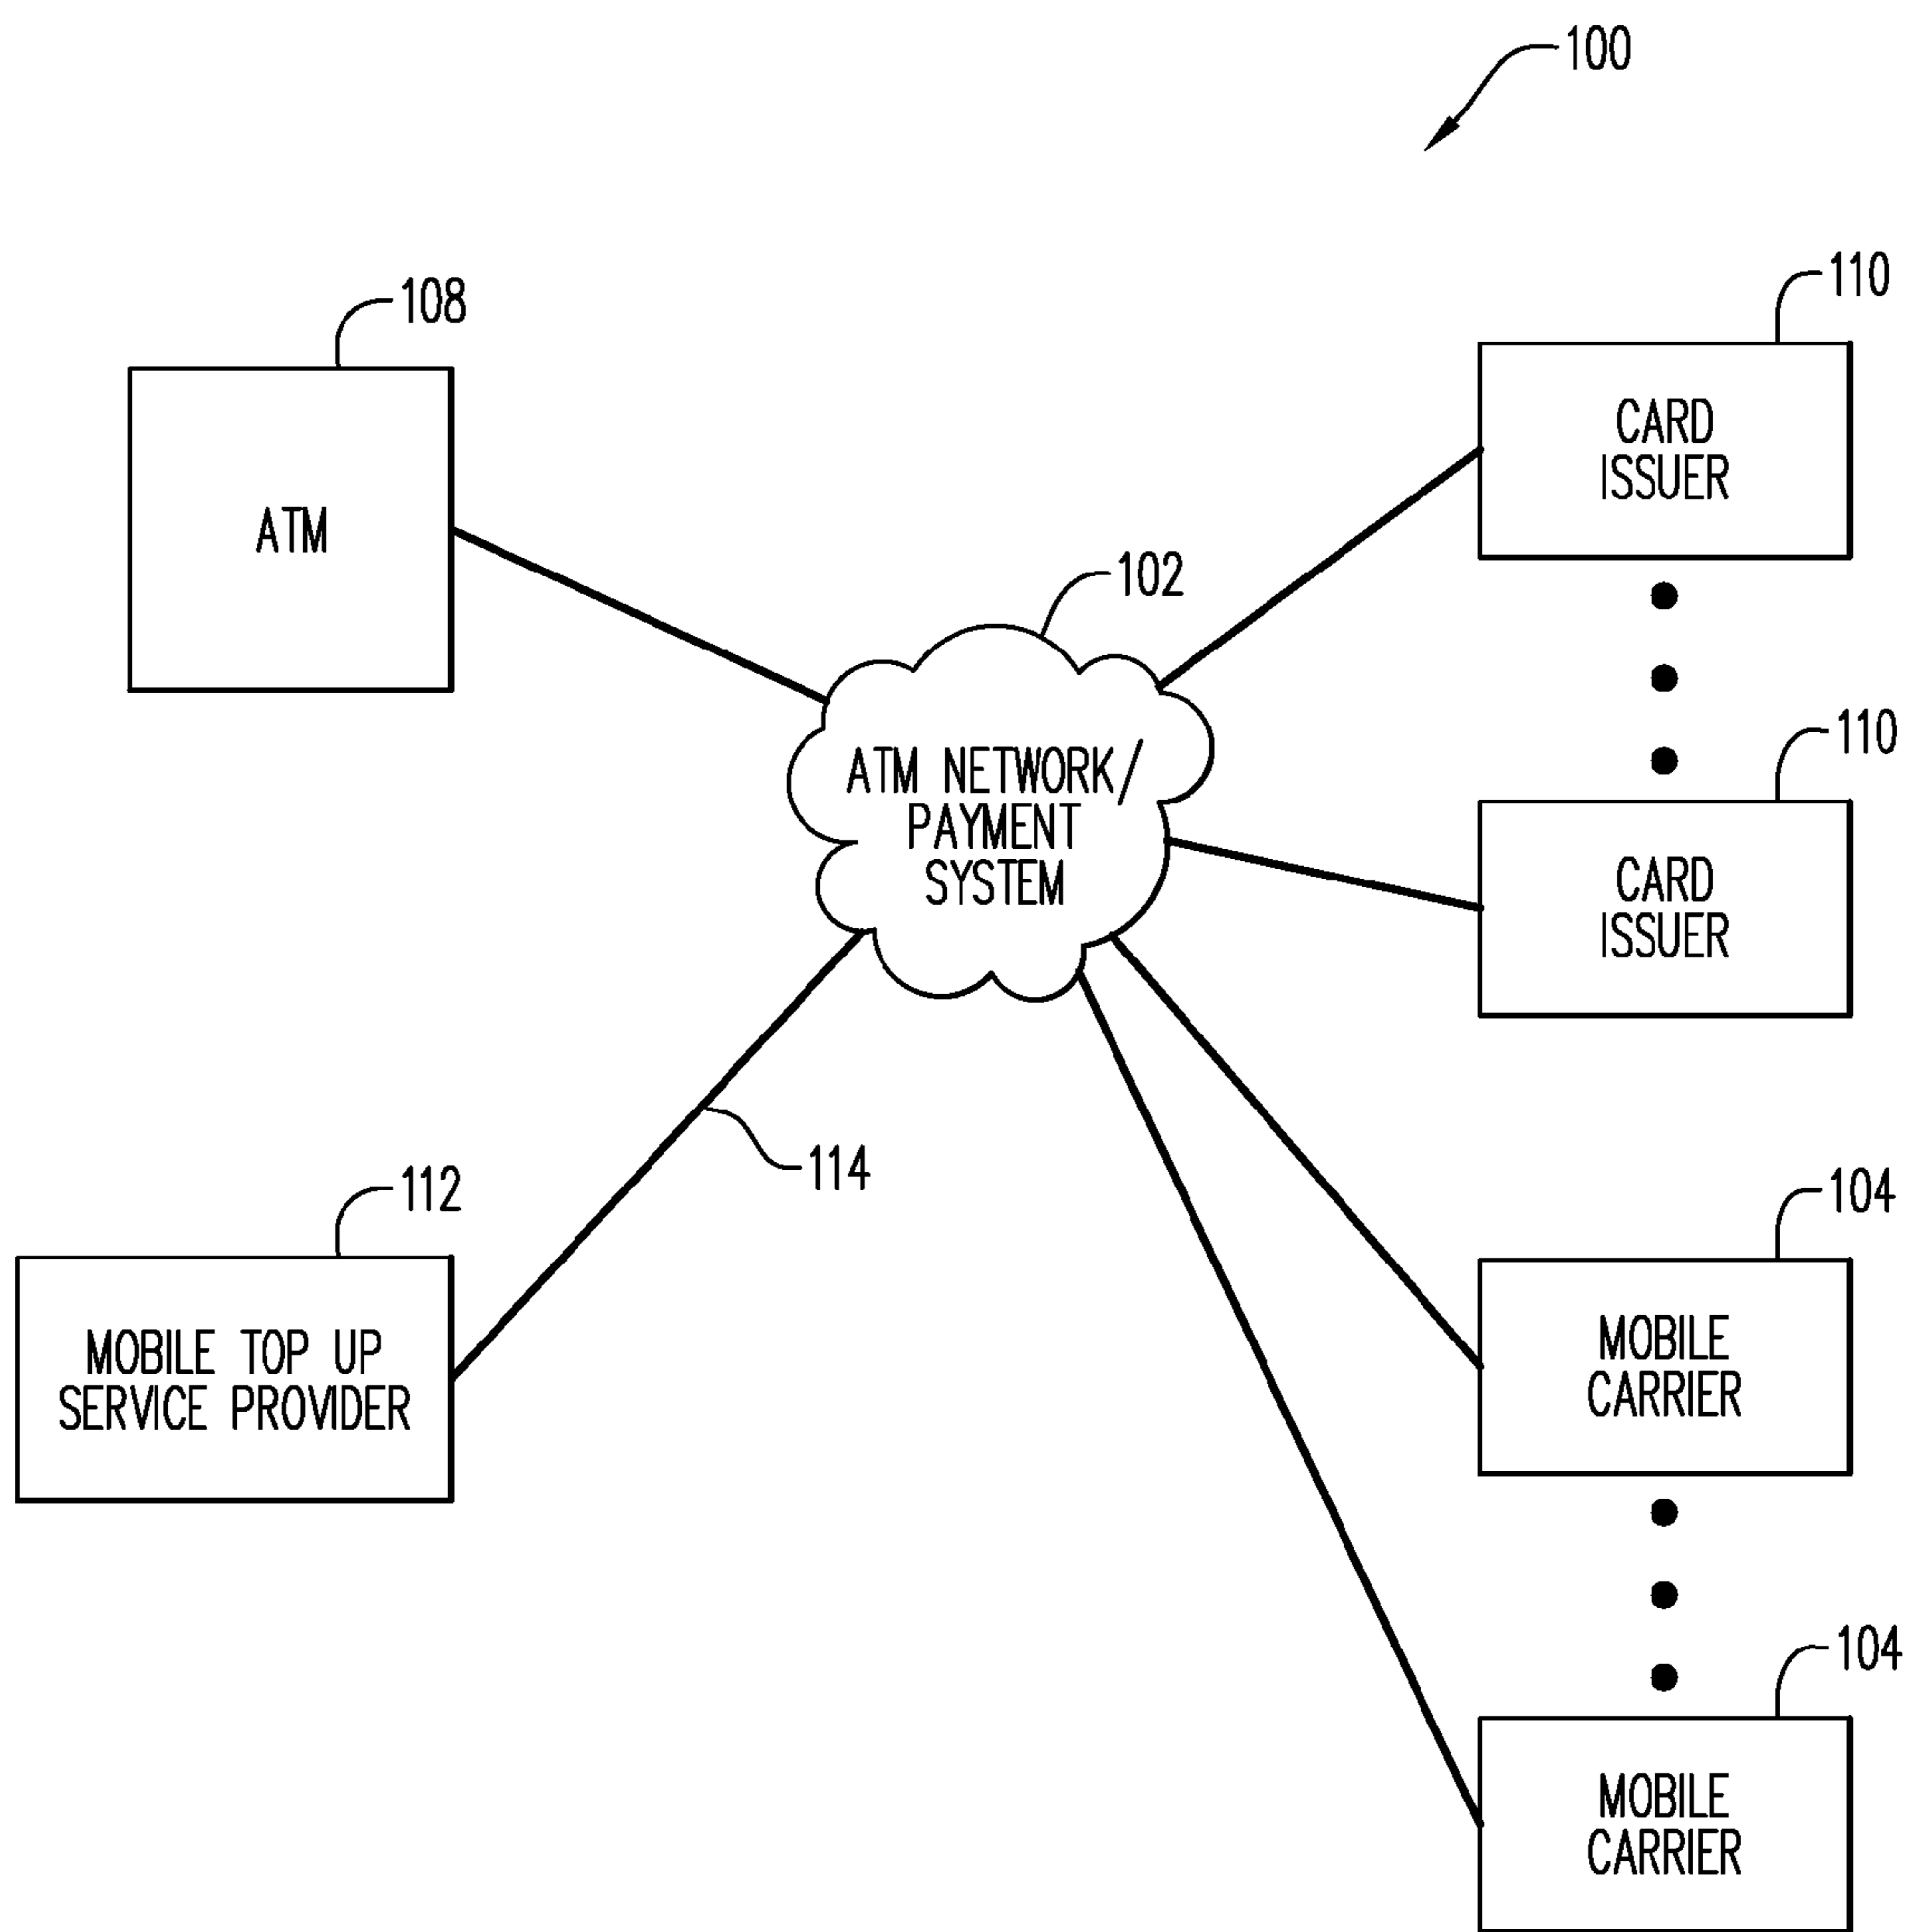 100
108
ATM
110
CARD
ISSUER
102
ATM NETWORK/
PAYMENT
SYSTEM
110
CARD
ISSUER
114
112
MOBILE TOP UP
SERVICE PROVIDER
104
MOBILE
CARRIER
104
MOBILE
CARRIER